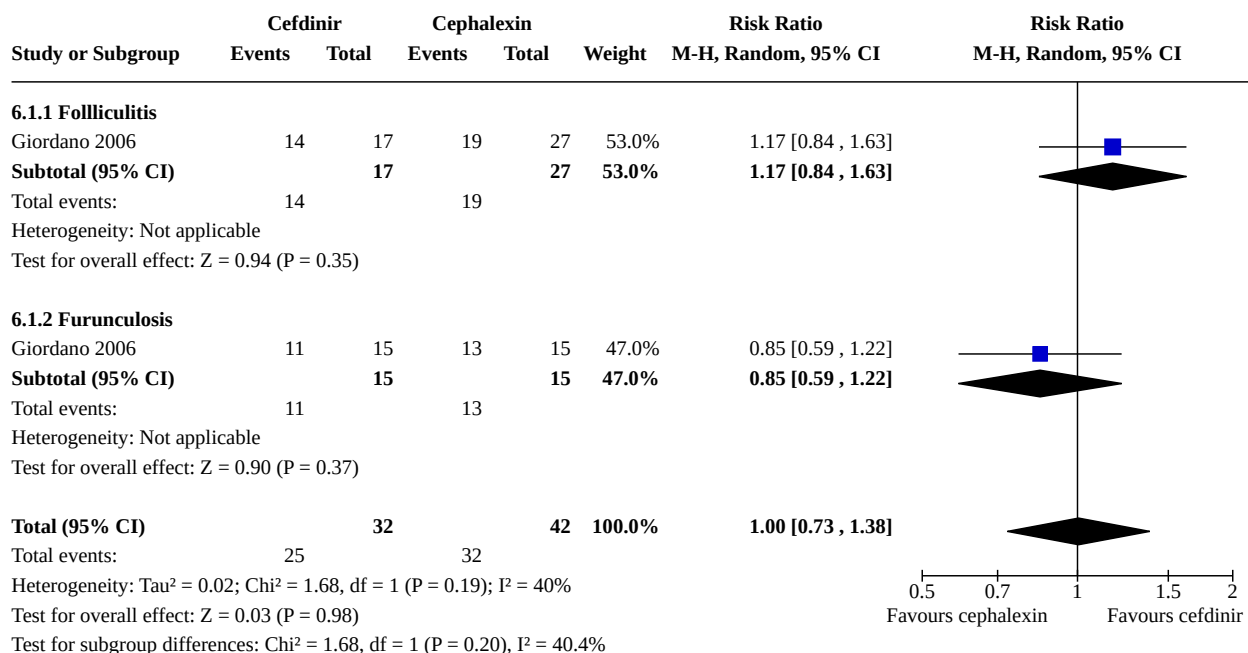 Cefdinir Cephalexin Risk Ratio Risk Ratio
Study or Subgroup Events Total Events Total Weight M-H, Random, 95% CI M-H, Random, 95% CI
6.1.1 Follliculitis
Giordano 2006 14 17 19 27 53.0% 1.17 [0.84 , 1.63]
Subtotal (95% CI) 17 27 53.0% 1.17 [0.84 , 1.63]
Total events: 14 19
Heterogeneity: Not applicable
Test for overall effect: Z = 0.94 (P = 0.35)
6.1.2 Furunculosis
Giordano 2006 11 15 13 15 47.0% 0.85 [0.59 , 1.22]
Subtotal (95% CI) 15 15 47.0% 0.85 [0.59 , 1.22]
Total events: 11 13
Heterogeneity: Not applicable
Test for overall effect: Z = 0.90 (P = 0.37)
Total (95% CI) 32 42 100.0% 1.00 [0.73 , 1.38]
Total events: 25 32
Heterogeneity: Tau² = 0.02; Chi² = 1.68, df = 1 (P = 0.19); I² = 40%
Test for overall effect: Z = 0.03 (P = 0.98)
Test for subgroup differences: Chi² = 1.68, df = 1 (P = 0.20), I² = 40.4%
0.5 0.7 1 1.5 2
Favours cephalexin Favours cefdinir